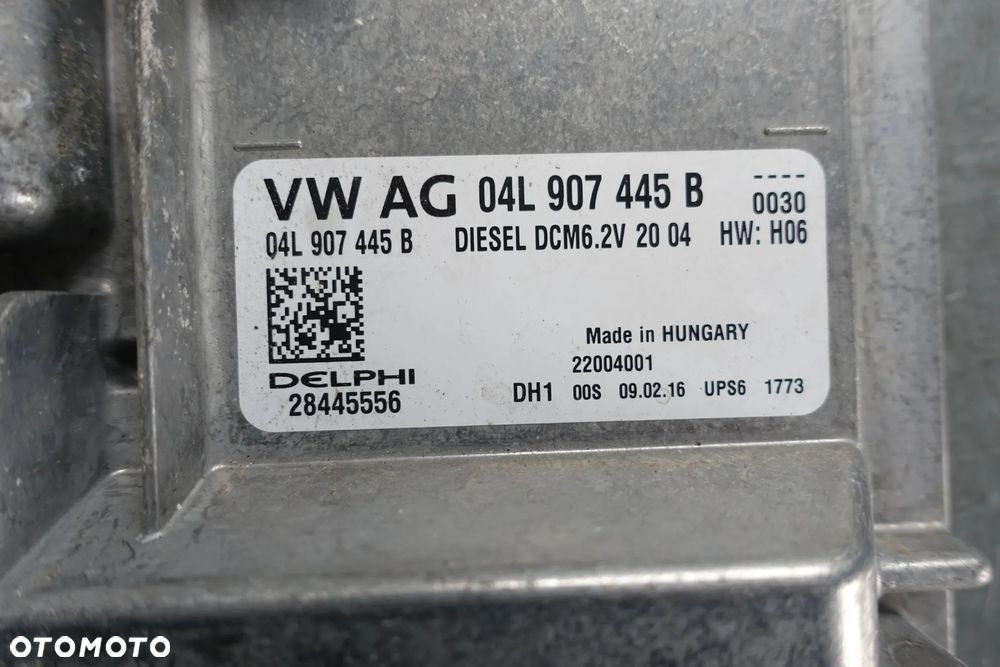 VW AG 04L 907 445 B ----
0030
04L 907 445 B DIESEL DCM6.2V 20 04 HW: H06
Made in HUNGARY
22004001
DELPHI
28445556
DH1 00S 09.02.16 UPS6 1773
OTOMOTO